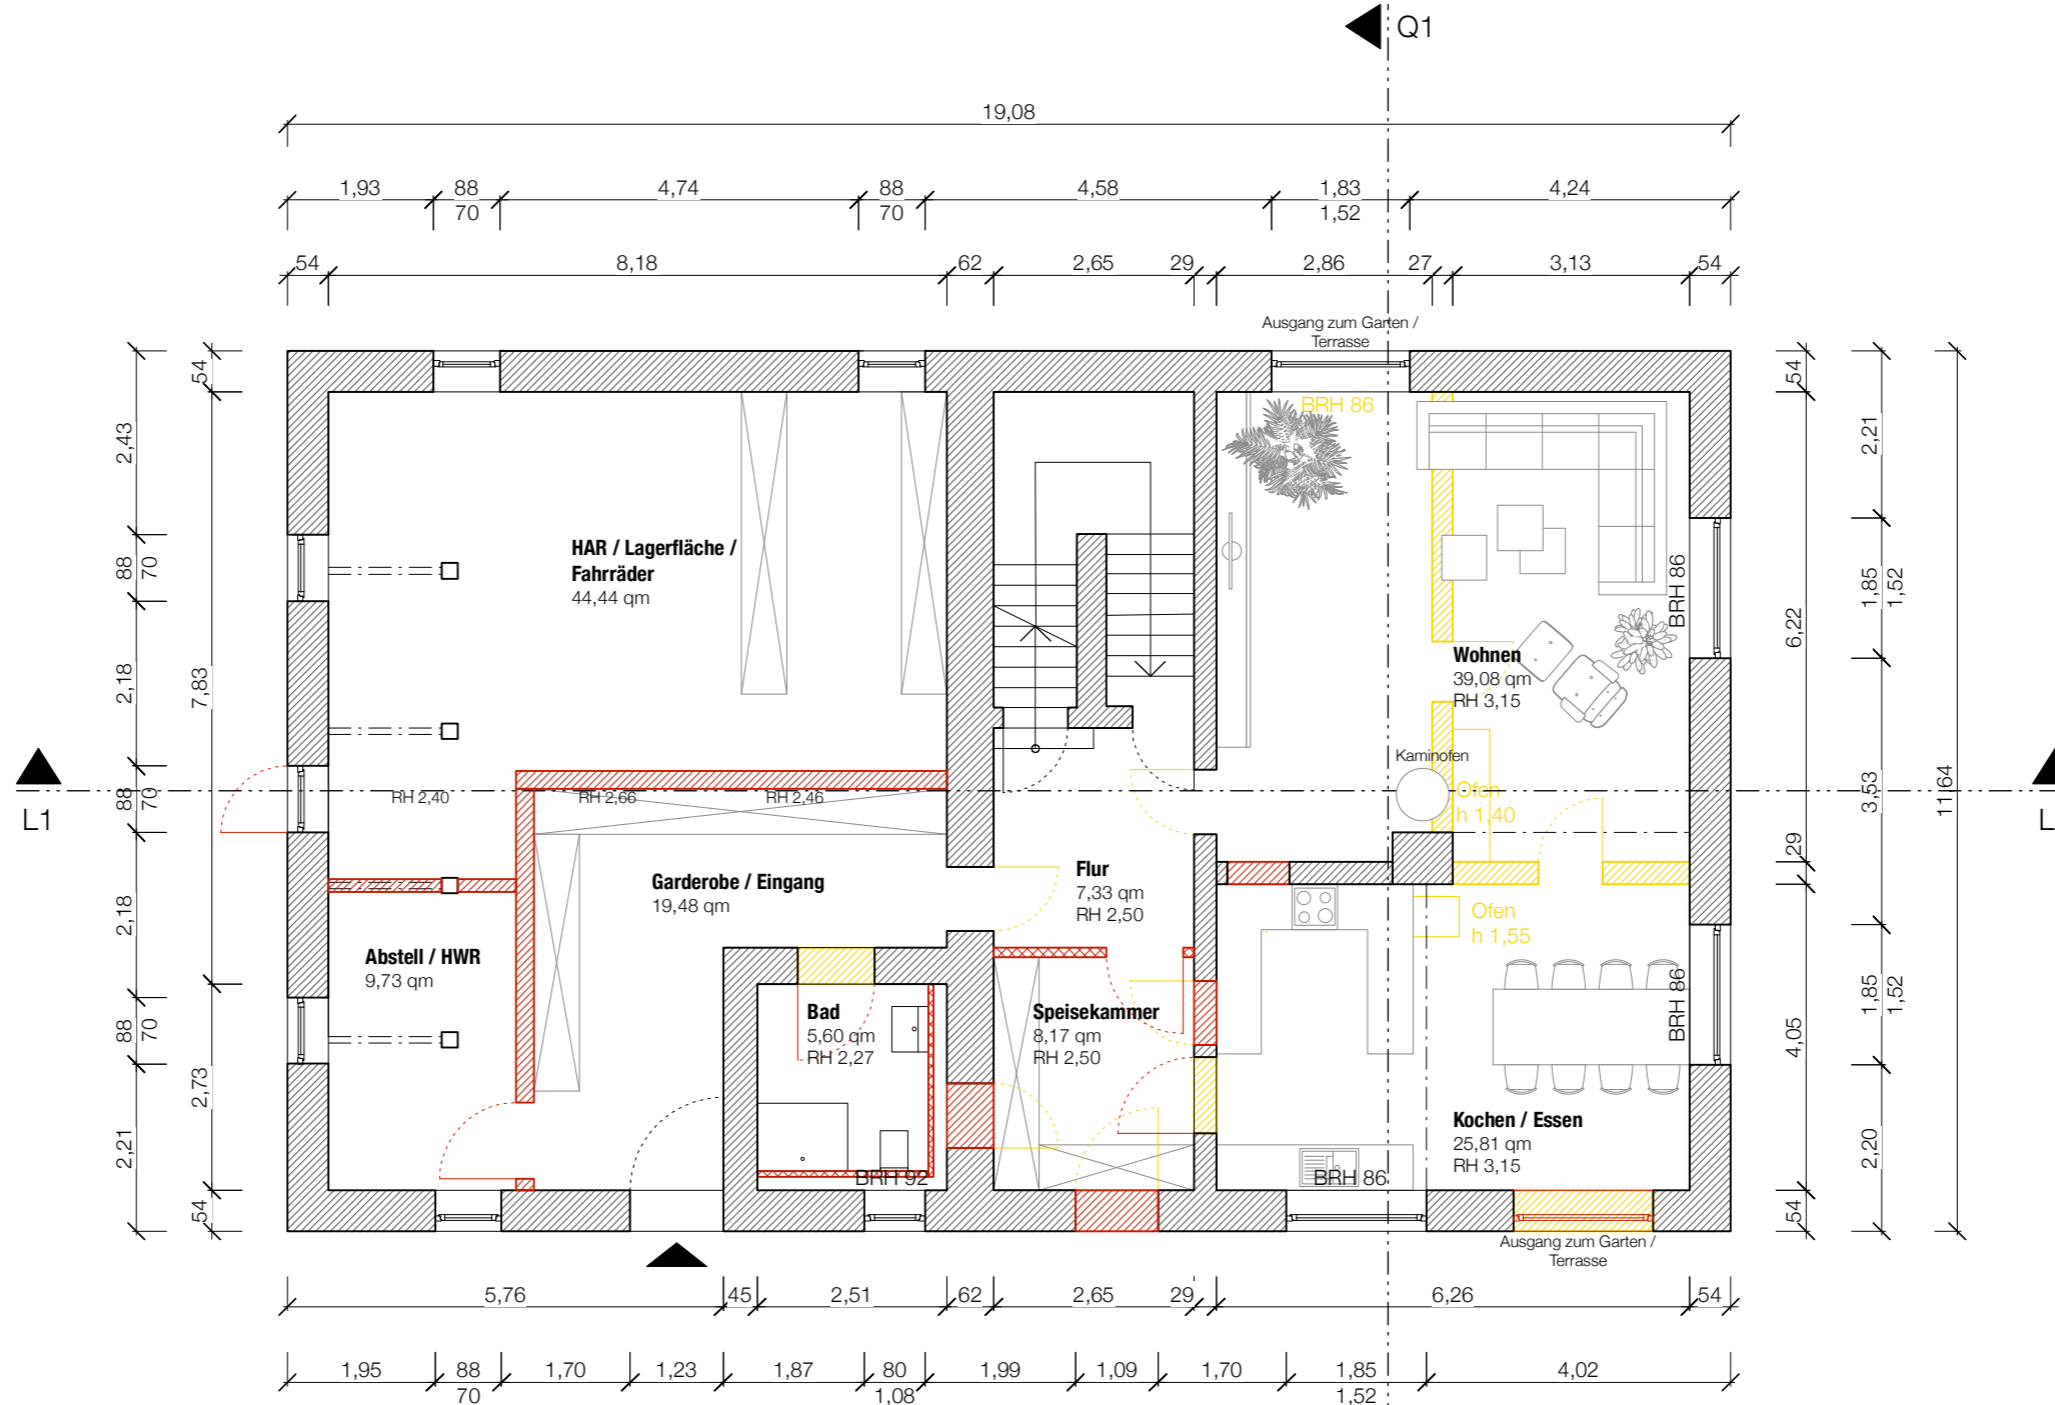 Q1
19,08
1,93 88 4,74 88 4,58 1,83 4,24
70 70 1,52
54 8,18 62 2,65 29 2,86 27 3,13 54
Ausgang zum Garten /
Terrasse
54
2,43
88
70
2,18
7,83
88
70
2,18
88
70
2,73
2,21
54
L1
BRH 86
HAR / Lagerfläche /
Fahrräder
44,44 qm
BRH 86
Wohnen
39,08 qm
RH 3,15
Kaminofen
Ofen
h 1,40
RH 2,40
RH 2,66
RH 2,46
Garderobe / Eingang
19,48 qm
Flur
7,33 qm
RH 2,50
Ofen
h 1,55
Abstell / HWR
9,73 qm
Bad
5,60 qm
RH 2,27
Speisekammer
8,17 qm
RH 2,50
BRH 86
Kochen / Essen
25,81 qm
RH 3,15
BRH 92
BRH 86
Ausgang zum Garten /
Terrasse
54
2,21
1,85
1,52
6,22
3,53
11,64
29
1,85
1,52
4,05
2,20
54
L
5,76 45 2,51 62 2,65 29 6,26 54
1,95 88 1,70 1,23 1,87 80 1,99 1,09 1,70 1,85 4,02
70 1,08 1,52